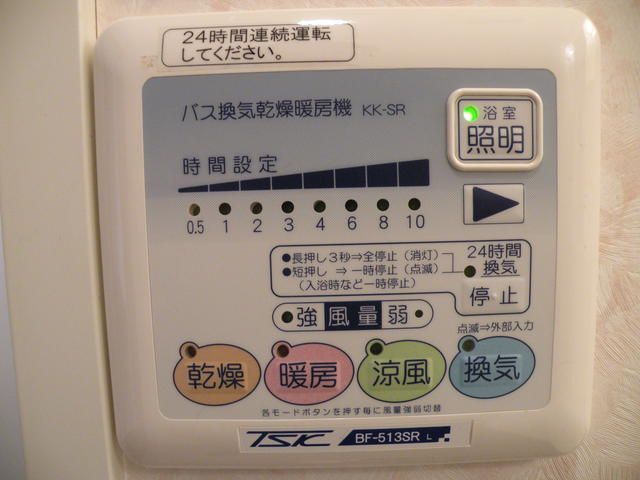 24時間連続運転
してください。
バス換気乾燥暖房機 KK-SR
浴室
照明
時間設定
0.5 1 2 3 4 6 8 10
●長押し3秒⇒全停止（消灯）
●短押し ⇒一時停止（点滅）
（入浴時など一時停止）
24時間
換気
停止
強 風量 弱
点滅⇒外部入力
乾燥 暖房 涼風 換気
各モードボタンを押す毎に風量強弱切替
TSK BF-513SR L